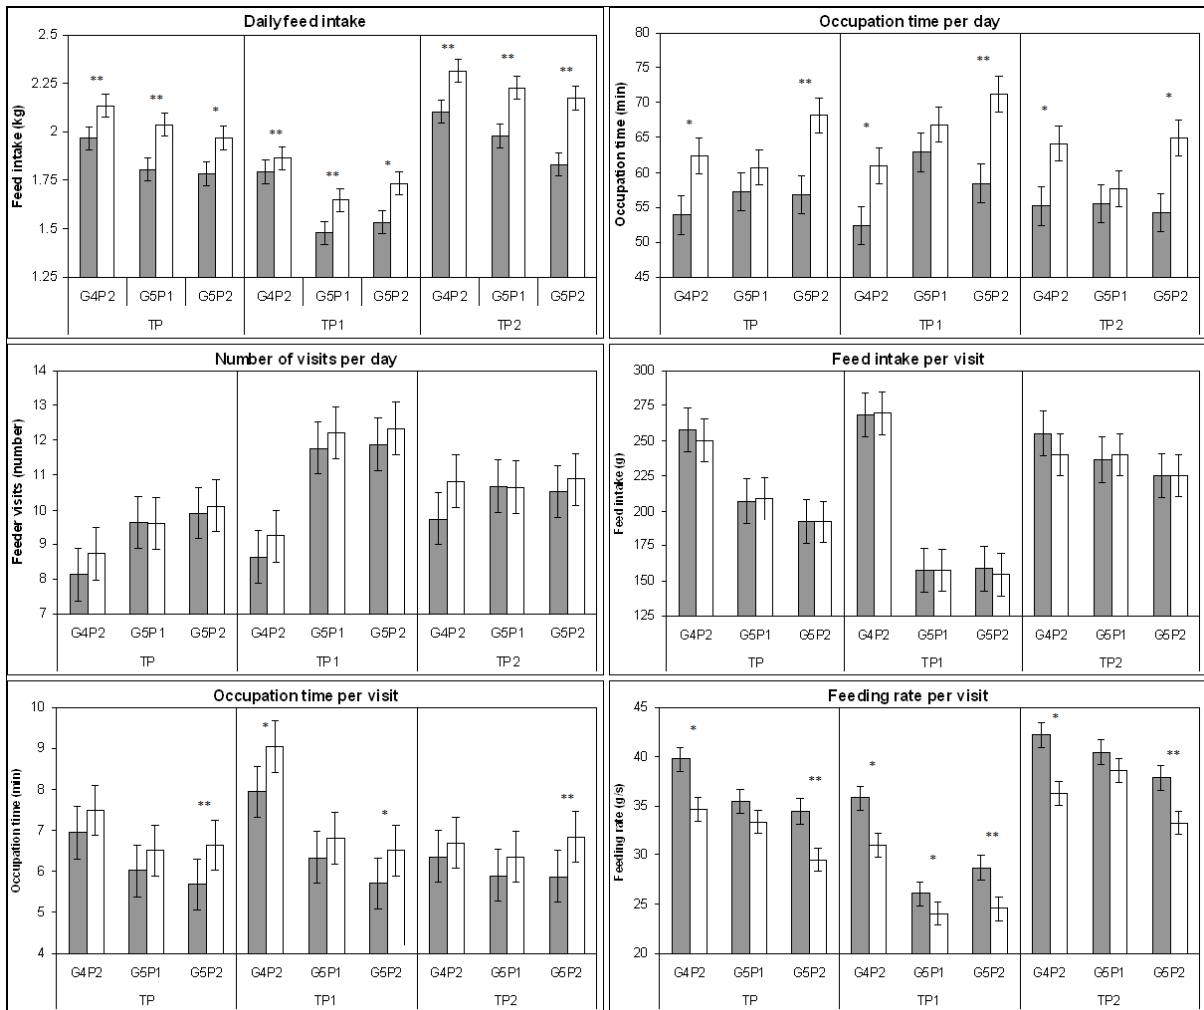 Daily feed intake
Feed intake (kg)
2.5
2.25
2
1.75
1.5
1.25
** ** * ** ** * ** ** **
G4P2 G5P1 G5P2 G4P2 G5P1 G5P2 G4P2 G5P1 G5P2
TP TP1 TP2
Occupation time per day
Occupation time (min)
80
75
70
65
60
55
50
45
* ** * ** * *
G4P2 G5P1 G5P2 G4P2 G5P1 G5P2 G4P2 G5P1 G5P2
TP TP1 TP2
Number of visits per day
Feeder visits (number)
14
13
12
11
10
9
8
7
G4P2 G5P1 G5P2 G4P2 G5P1 G5P2 G4P2 G5P1 G5P2
TP TP1 TP2
Feed intake per visit
Feed intake (g)
300
275
250
225
200
175
150
125
G4P2 G5P1 G5P2 G4P2 G5P1 G5P2 G4P2 G5P1 G5P2
TP TP1 TP2
Occupation time per visit
Occupation time (min)
10
9
8
7
6
5
4
** * * **
G4P2 G5P1 G5P2 G4P2 G5P1 G5P2 G4P2 G5P1 G5P2
TP TP1 TP2
Feeding rate per visit
Feeding rate (g/s)
45
40
35
30
25
20
* ** * * ** * **
G4P2 G5P1 G5P2 G4P2 G5P1 G5P2 G4P2 G5P1 G5P2
TP TP1 TP2